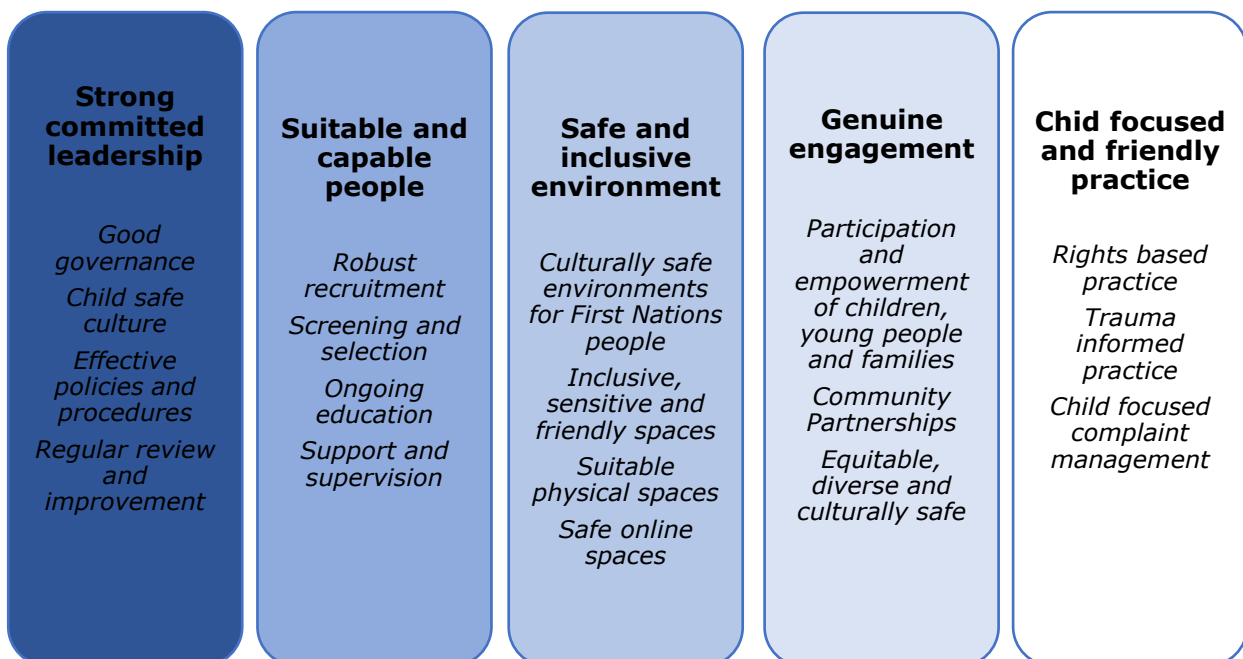 Strong
committed
leadership
Good
governance
Child safe
culture
Effective
policies and
procedures
Regular review
and
improvement
Suitable and
capable
people
Robust
recruitment
Screening and
selection
Ongoing
education
Support and
supervision
Safe and
inclusive
environment
Culturally safe
environments
for First Nations
people
Inclusive,
sensitive and
friendly spaces
Suitable
physical spaces
Safe online
spaces
Genuine
engagement
Participation
and
empowerment
of children,
young people
and families
Community
Partnerships
Equitable,
diverse and
culturally safe
Chid focused
and friendly
practice
Rights based
practice
Trauma
informed
practice
Child focused
complaint
management